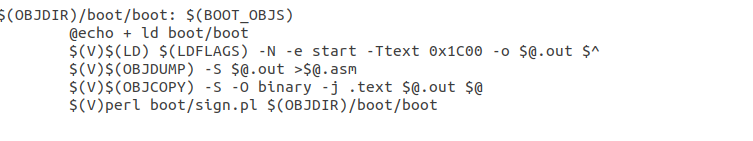 $(OBJDIR)/boot/boot: $(BOOT_OBJS)
	@echo + ld boot/boot
	$(V)$(LD) $(LDFLAGS) -N -e start -Ttext 0x1C00 -o $@.out $^
	$(V)$(OBJDUMP) -S $@.out >$@.asm
	$(V)$(OBJCOPY) -S -O binary -j .text $@.out $@
	$(V)perl boot/sign.pl $(OBJDIR)/boot/boot